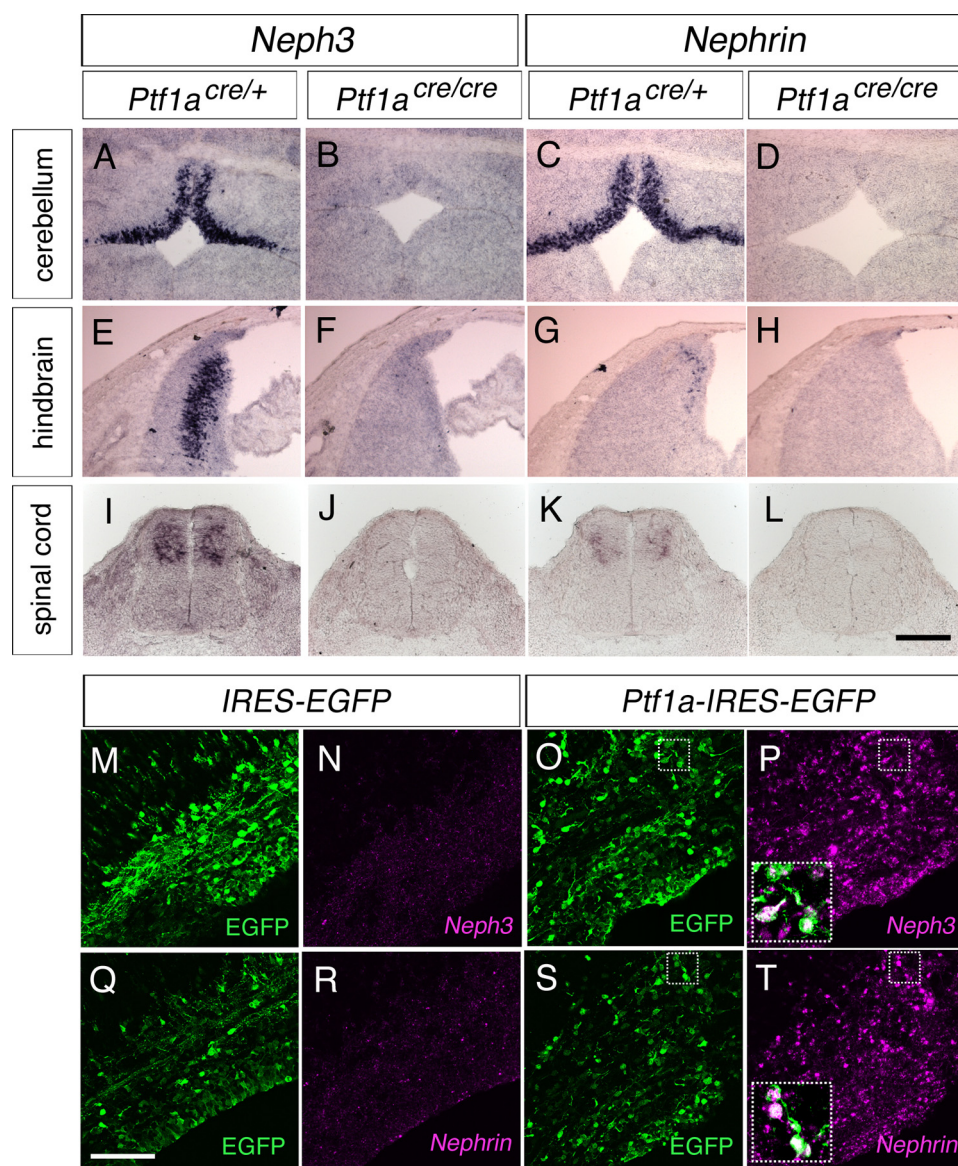 Neph3 Nephrin
Ptf1a cre/+ Ptf1a cre/cre Ptf1a cre/+ Ptf1a cre/cre
cerebellum
A B C D
hindbrain
E F G H
spinal cord
I J K L
IRES-EGFP Ptf1a-IRES-EGFP
M N O P
EGFP Neph3 EGFP Neph3
Q R S T
EGFP Nephrin EGFP Nephrin